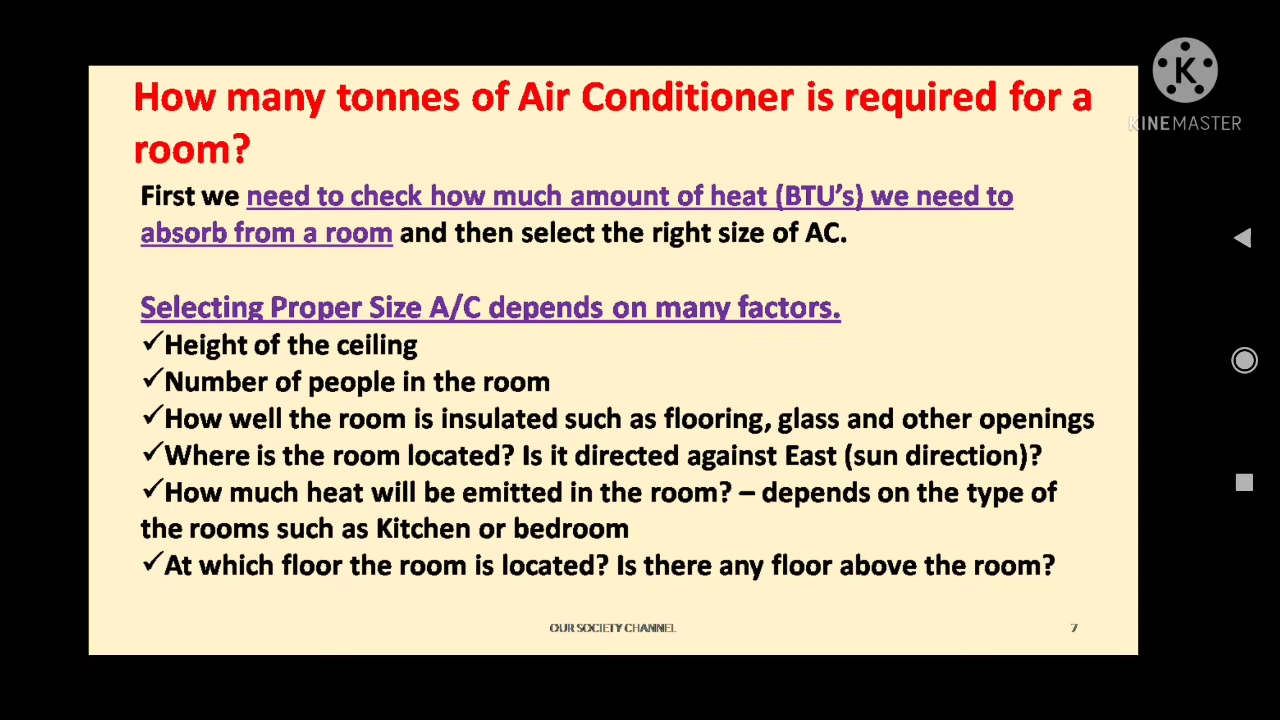 How many tonnes of Air Conditioner is required for a
room?
First we need to check how much amount of heat (BTU's) we need to
absorb from a room and then select the right size of AC.
Selecting Proper Size A/C depends on many factors.
✓Height of the ceiling
✓Number of people in the room
✓How well the room is insulated such as flooring, glass and other openings
✓Where is the room located? Is it directed against East (sun direction)?
✓How much heat will be emitted in the room? – depends on the type of
the rooms such as Kitchen or bedroom
✓At which floor the room is located? Is there any floor above the room?
OUR SOCIETY CHANNEL
7
K
KINEMASTER